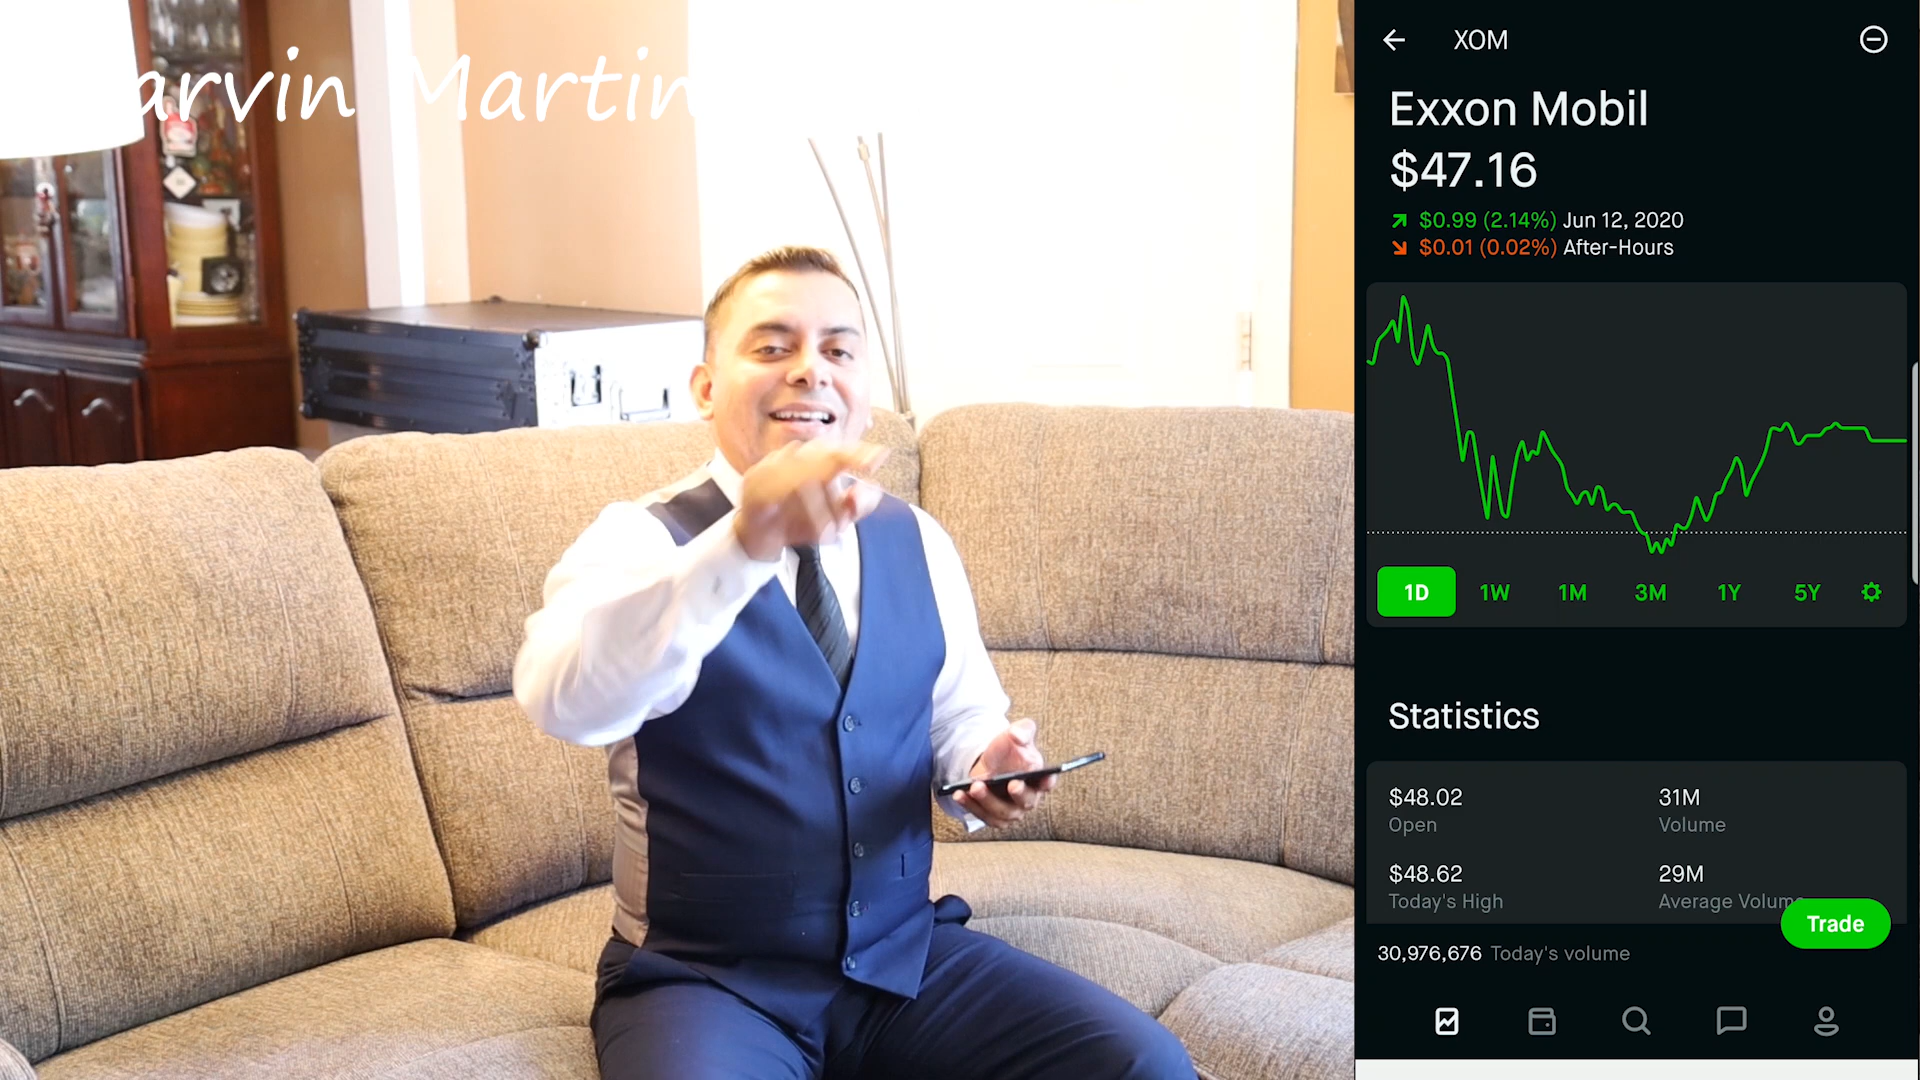 arvin Martin
XOM
Exxon Mobil
$47.16
$0.99 (2.14%) Jun 12, 2020
$0.01 (0.02%) After-Hours
1D 1W 1M 3M 1Y 5Y
Statistics
$48.02 31M
Open Volume
$48.62 29M
Today's High Average Volume
Trade
30,976,676 Today's volume